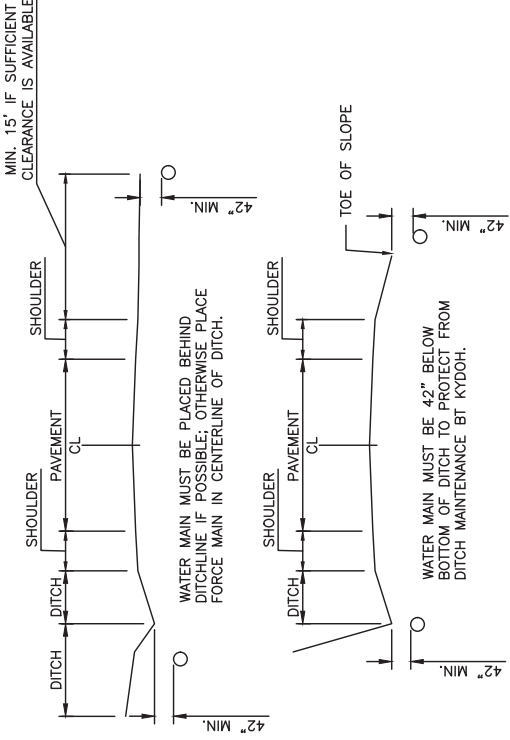 MIN. 15' IF SUFFICIENT
CLEARANCE IS AVAILABLE
DITCH
DITCH
SHOULDER
PAVEMENT
CL
SHOULDER
42" MIN.
42" MIN.
WATER MAIN MUST BE PLACED BEHIND
DITCHLINE IF POSSIBLE; OTHERWISE PLACE
FORCE MAIN IN CENTERLINE OF DITCH.
DITCH
SHOULDER
PAVEMENT
CL
SHOULDER
TOE OF SLOPE
42" MIN.
42" MIN.
WATER MAIN MUST BE 42" BELOW
BOTTOM OF DITCH TO PROTECT FROM
DITCH MAINTENANCE BT KYDOH.